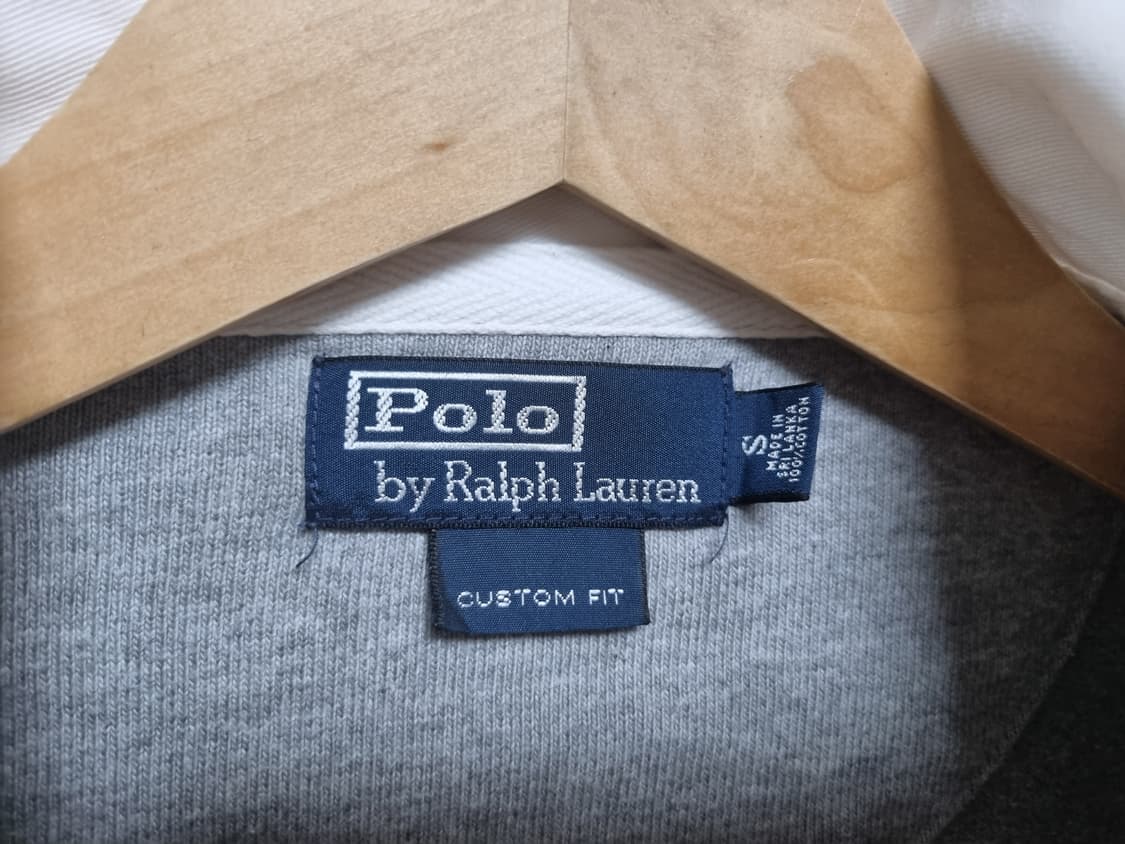 Polo
by Ralph Lauren
S
MADE IN
SRI LANKA
100% COTTON
CUSTOM FIT